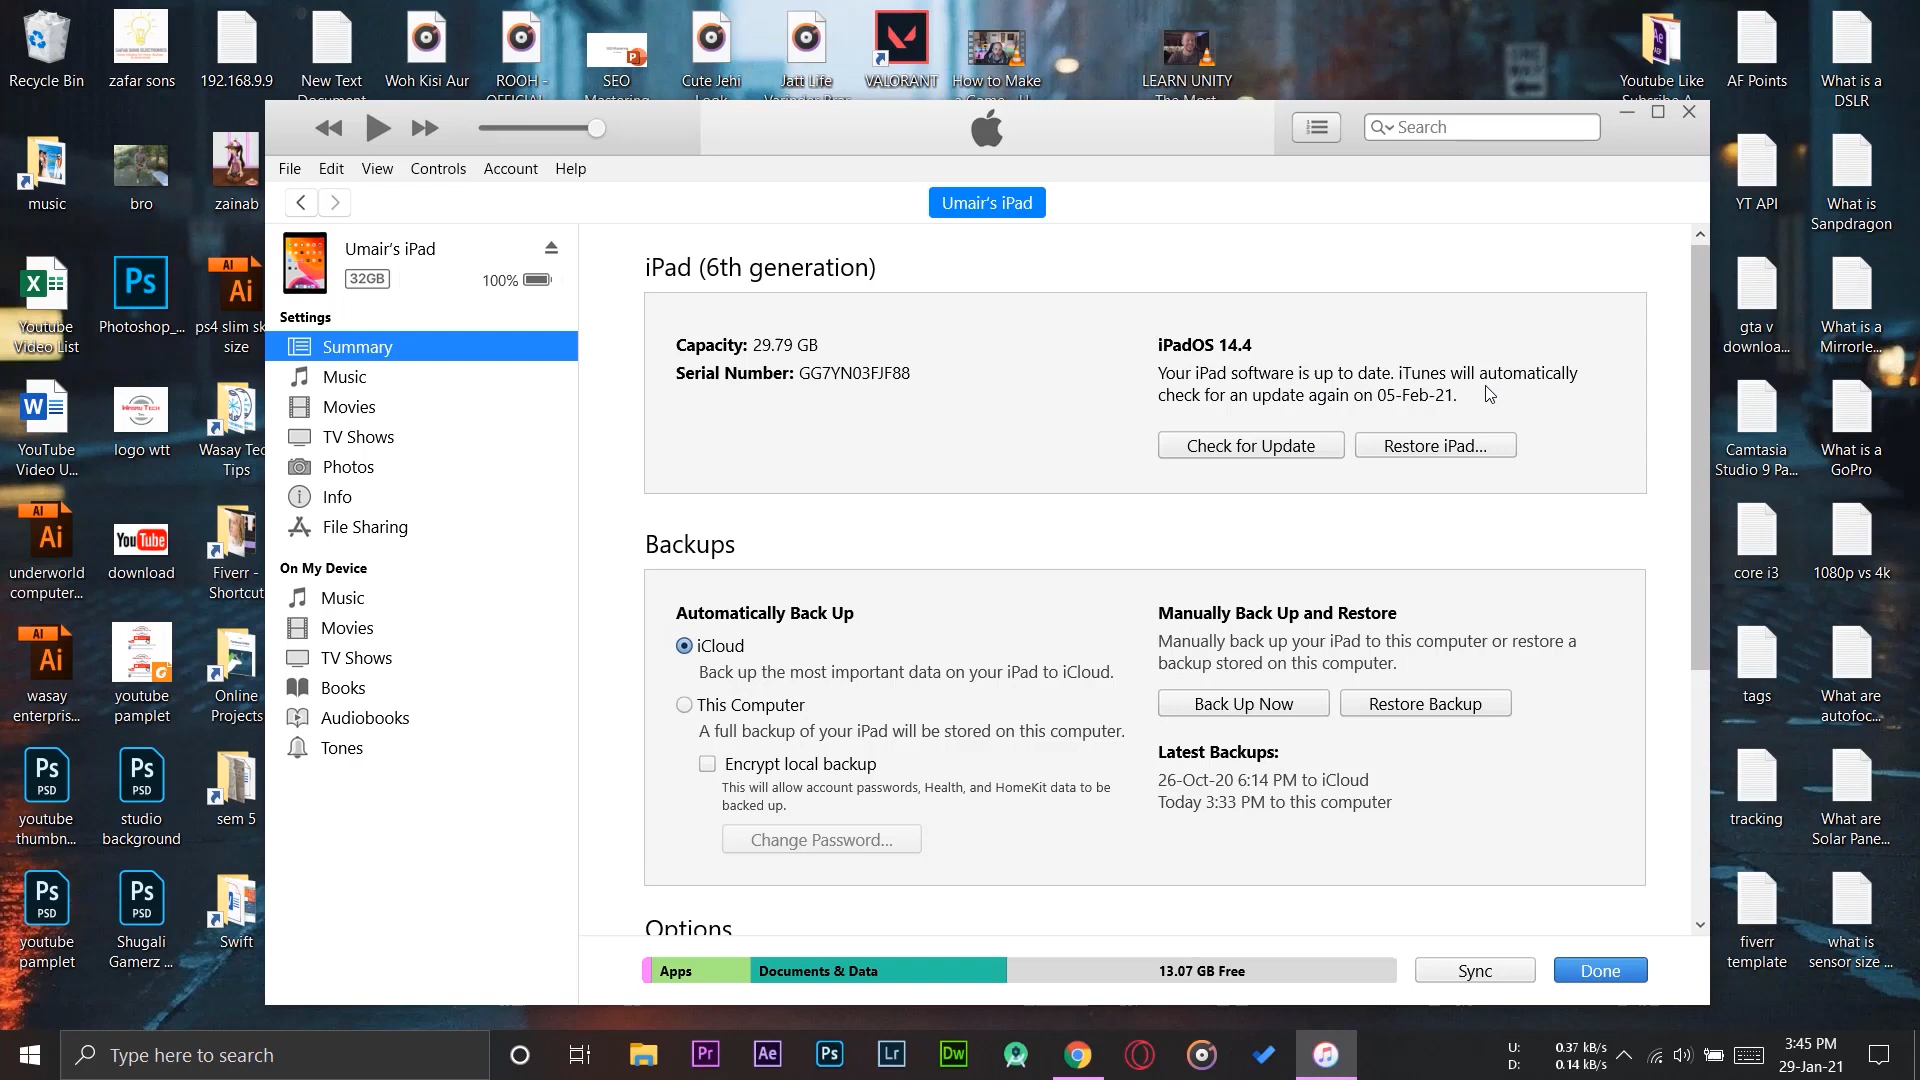 Recycle Bin
zafar sons
192.168.9.9
New Text
Document
Woh Kisi Aur
ROOH -
OFFICIAL
SEO
Mastering
Cute Jehi
Look
Jatt Life
VALORANT
How to Make
LEARN UNITY
The Most
Youtube Like
AF Points
What is a
DSLR
music
bro
zainab
YT API
What is
Sanpdragon
Youtube
Video List
Photoshop_...
ps4 slim sk
size
gta v
downloa...
What is a
Mirrorle...
YouTube
Video U...
logo wtt
Wasay Tec
Tips
Camtasia
Studio 9 Pa...
What is a
GoPro
underworld
computer...
download
Fiverr -
Shortcut
core i3
1080p vs 4k
wasay
enterpris...
youtube
pamplet
Online
Projects
tags
What are
autofoc...
youtube
thumbn...
studio
background
sem 5
tracking
What are
Solar Pane...
youtube
pamplet
Shugali
Gamerz ...
Swift
fiverr
template
what is
sensor size ...
Search
File Edit View Controls Account Help
Umair's iPad
Umair's iPad
32GB
100%
Settings
Summary
Music
Movies
TV Shows
Photos
Info
File Sharing
On My Device
Music
Movies
TV Shows
Books
Audiobooks
Tones
iPad (6th generation)
Capacity: 29.79 GB
Serial Number: GG7YN03FJF88
iPadOS 14.4
Your iPad software is up to date. iTunes will automatically
check for an update again on 05-Feb-21.
Check for Update
Restore iPad...
Backups
Automatically Back Up
iCloud
Back up the most important data on your iPad to iCloud.
This Computer
A full backup of your iPad will be stored on this computer.
Encrypt local backup
This will allow account passwords, Health, and HomeKit data to be
backed up.
Change Password...
Manually Back Up and Restore
Manually back up your iPad to this computer or restore a
backup stored on this computer.
Back Up Now
Restore Backup
Latest Backups:
26-Oct-20 6:14 PM to iCloud
Today 3:33 PM to this computer
Options
Apps
Documents & Data
13.07 GB Free
Sync
Done
Type here to search
Pr
Ae
Ps
Lr
Dw
U: 0.37 kB/s
D: 0.14 kB/s
3:45 PM
29-Jan-21